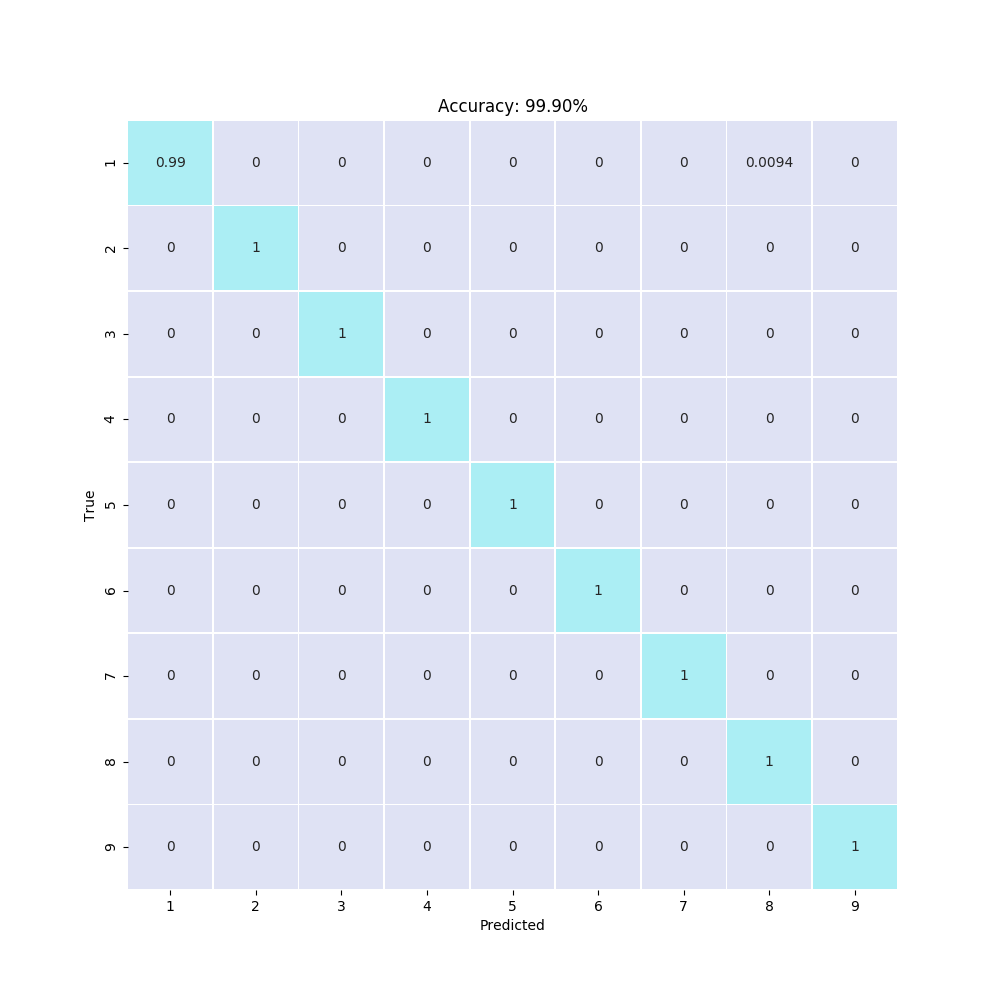 Accuracy: 99.90%
1 0.99 0 0 0 0 0 0 0.0094 0
2 0 1 0 0 0 0 0 0 0
3 0 0 1 0 0 0 0 0 0
4 0 0 0 1 0 0 0 0 0
True
5 0 0 0 0 1 0 0 0 0
6 0 0 0 0 0 1 0 0 0
7 0 0 0 0 0 0 1 0 0
8 0 0 0 0 0 0 0 1 0
9 0 0 0 0 0 0 0 0 1
1 2 3 4 5 6 7 8 9
Predicted